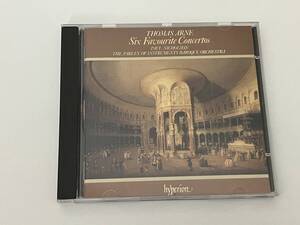 THOMAS ARNE
Six Favourite Concertos
PAUL NICHOLSON
THE PARLEY OF INSTRUMENTS BAROQUE ORCHESTRA
hyperion